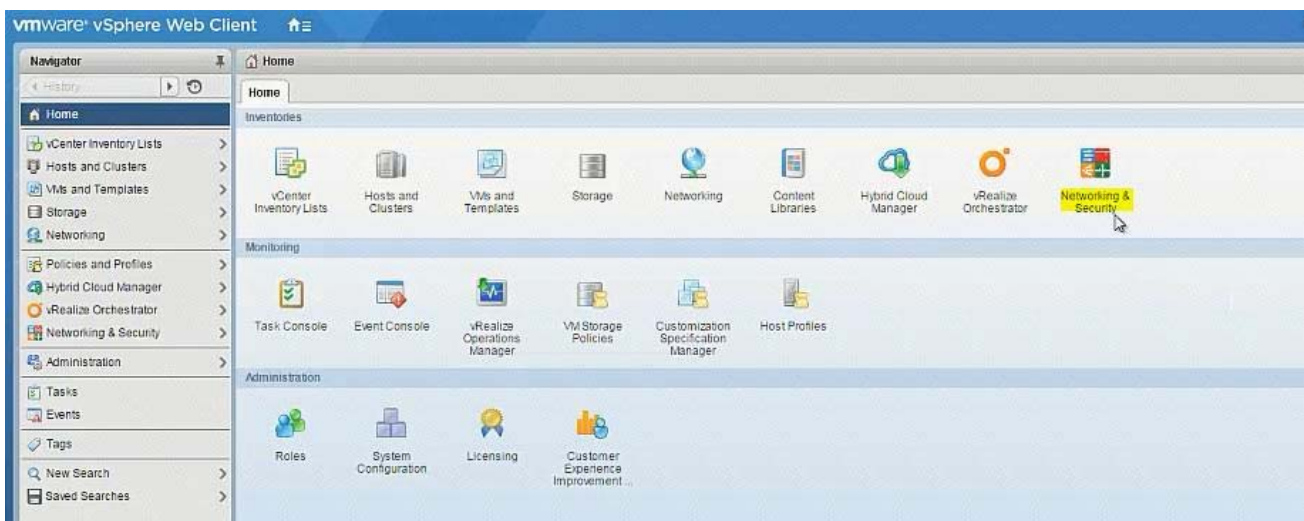 vmware® vSphere Web Client
Navigator
History
Home
vCenter Inventory Lists
Hosts and Clusters
VMs and Templates
Storage
Networking
Policies and Profiles
Hybrid Cloud Manager
vRealize Orchestrator
Networking & Security
Administration
Tasks
Events
Tags
New Search
Saved Searches
Home
Home
Inventories
vCenter
Inventory Lists
Hosts and
Clusters
VMs and
Templates
Storage
Networking
Content
Libraries
Hybrid Cloud
Manager
vRealize
Orchestrator
Networking &
Security
Monitoring
Task Console
Event Console
vRealize
Operations
Manager
VM Storage
Policies
Customization
Specification
Manager
Host Profiles
Administration
Roles
System
Configuration
Licensing
Customer
Experience
Improvement ...